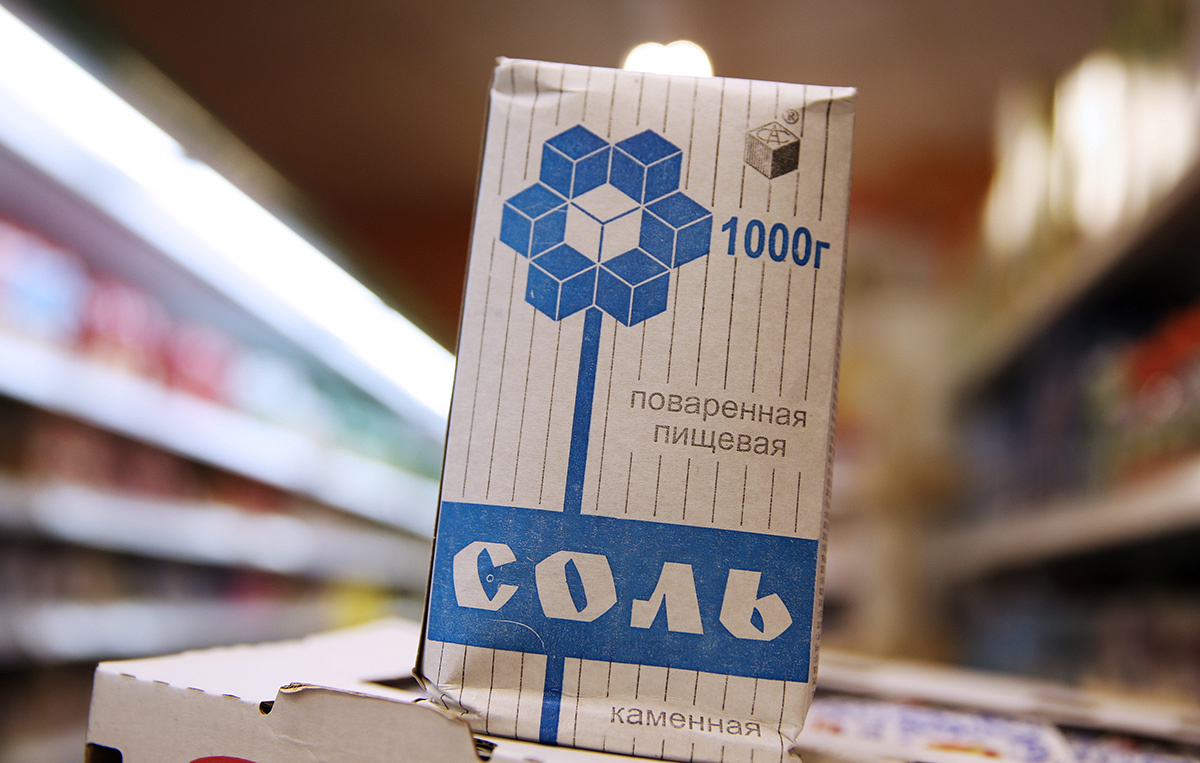 ®
1000г
поваренная
пищевая
соль
каменная